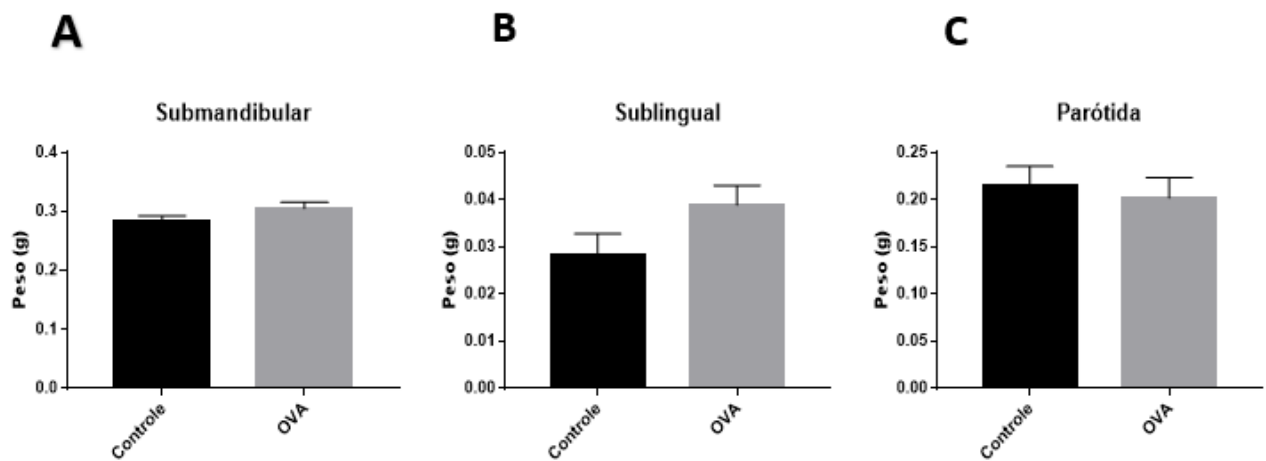 A
Submandibular
0.4
0.3
0.2
0.1
0.0
Peso (g)
Controle
OVA
B
Sublingual
0.05
0.04
0.03
0.02
0.01
0.00
Peso (g)
Controle
OVA
C
Parótida
0.25
0.20
0.15
0.10
0.05
0.00
Peso (g)
Controle
OVA